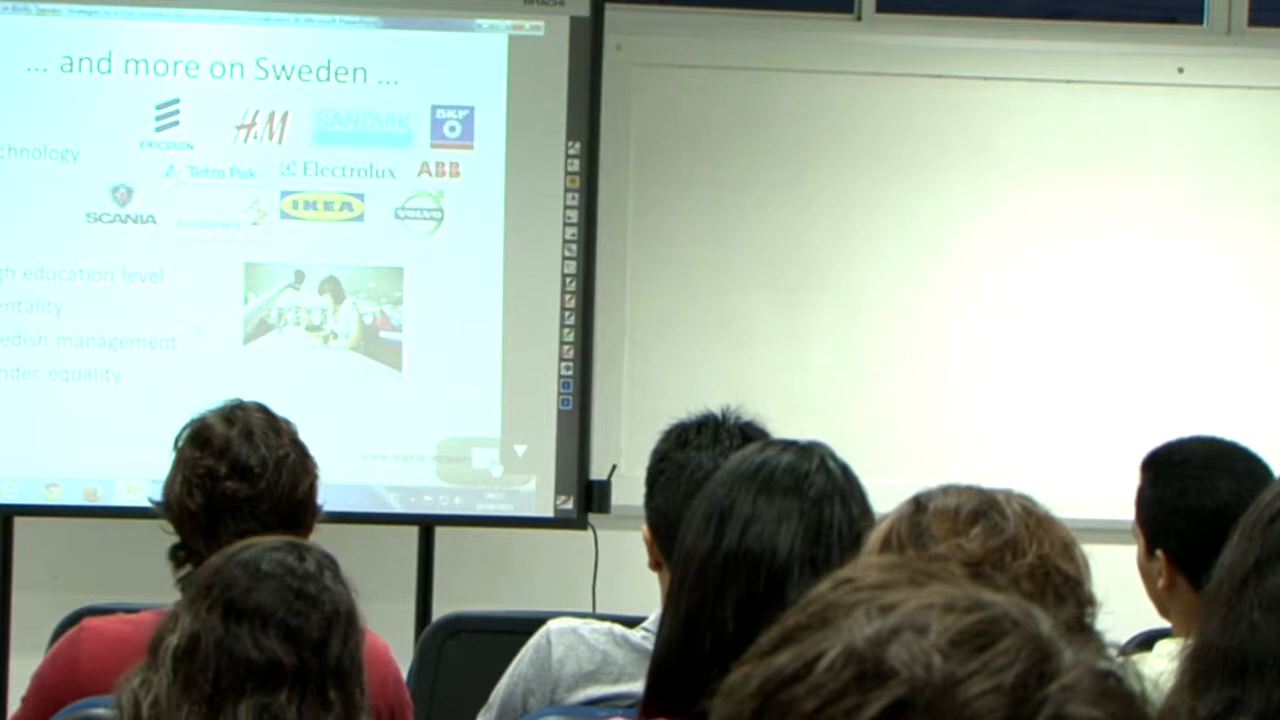 ... and more on Sweden ...
ERICSSON
H&M
SANDVIK
SKF
chnology
Tetra Pak
Electrolux
ABB
SCANIA
IKEA
VOLVO
gh education level
entality
edish management
nder equality